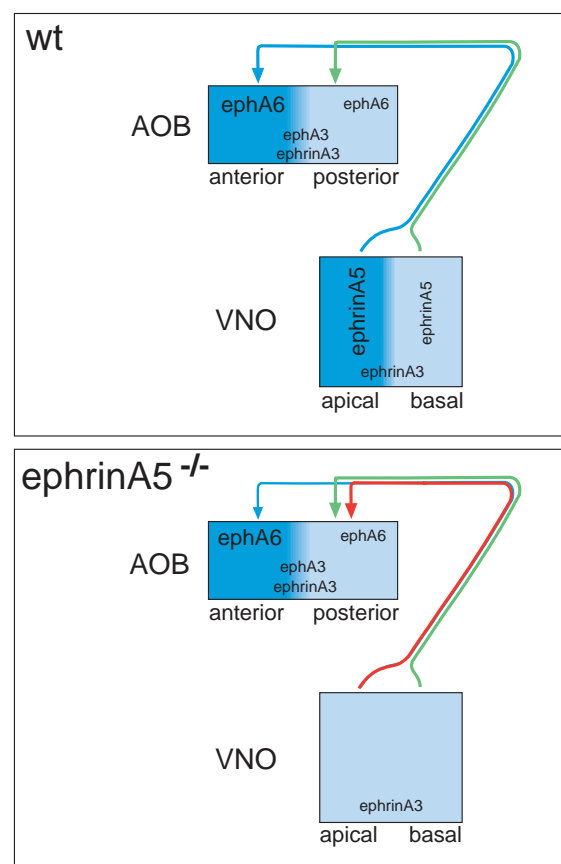 wt
AOB
ephA6
ephA6
ephA3
ephrinA3
anterior posterior
VNO
ephrinA5
ephrinA5
ephrinA3
apical basal
ephrinA5 -/-
AOB
ephA6
ephA6
ephA3
ephrinA3
anterior posterior
VNO
ephrinA3
apical basal